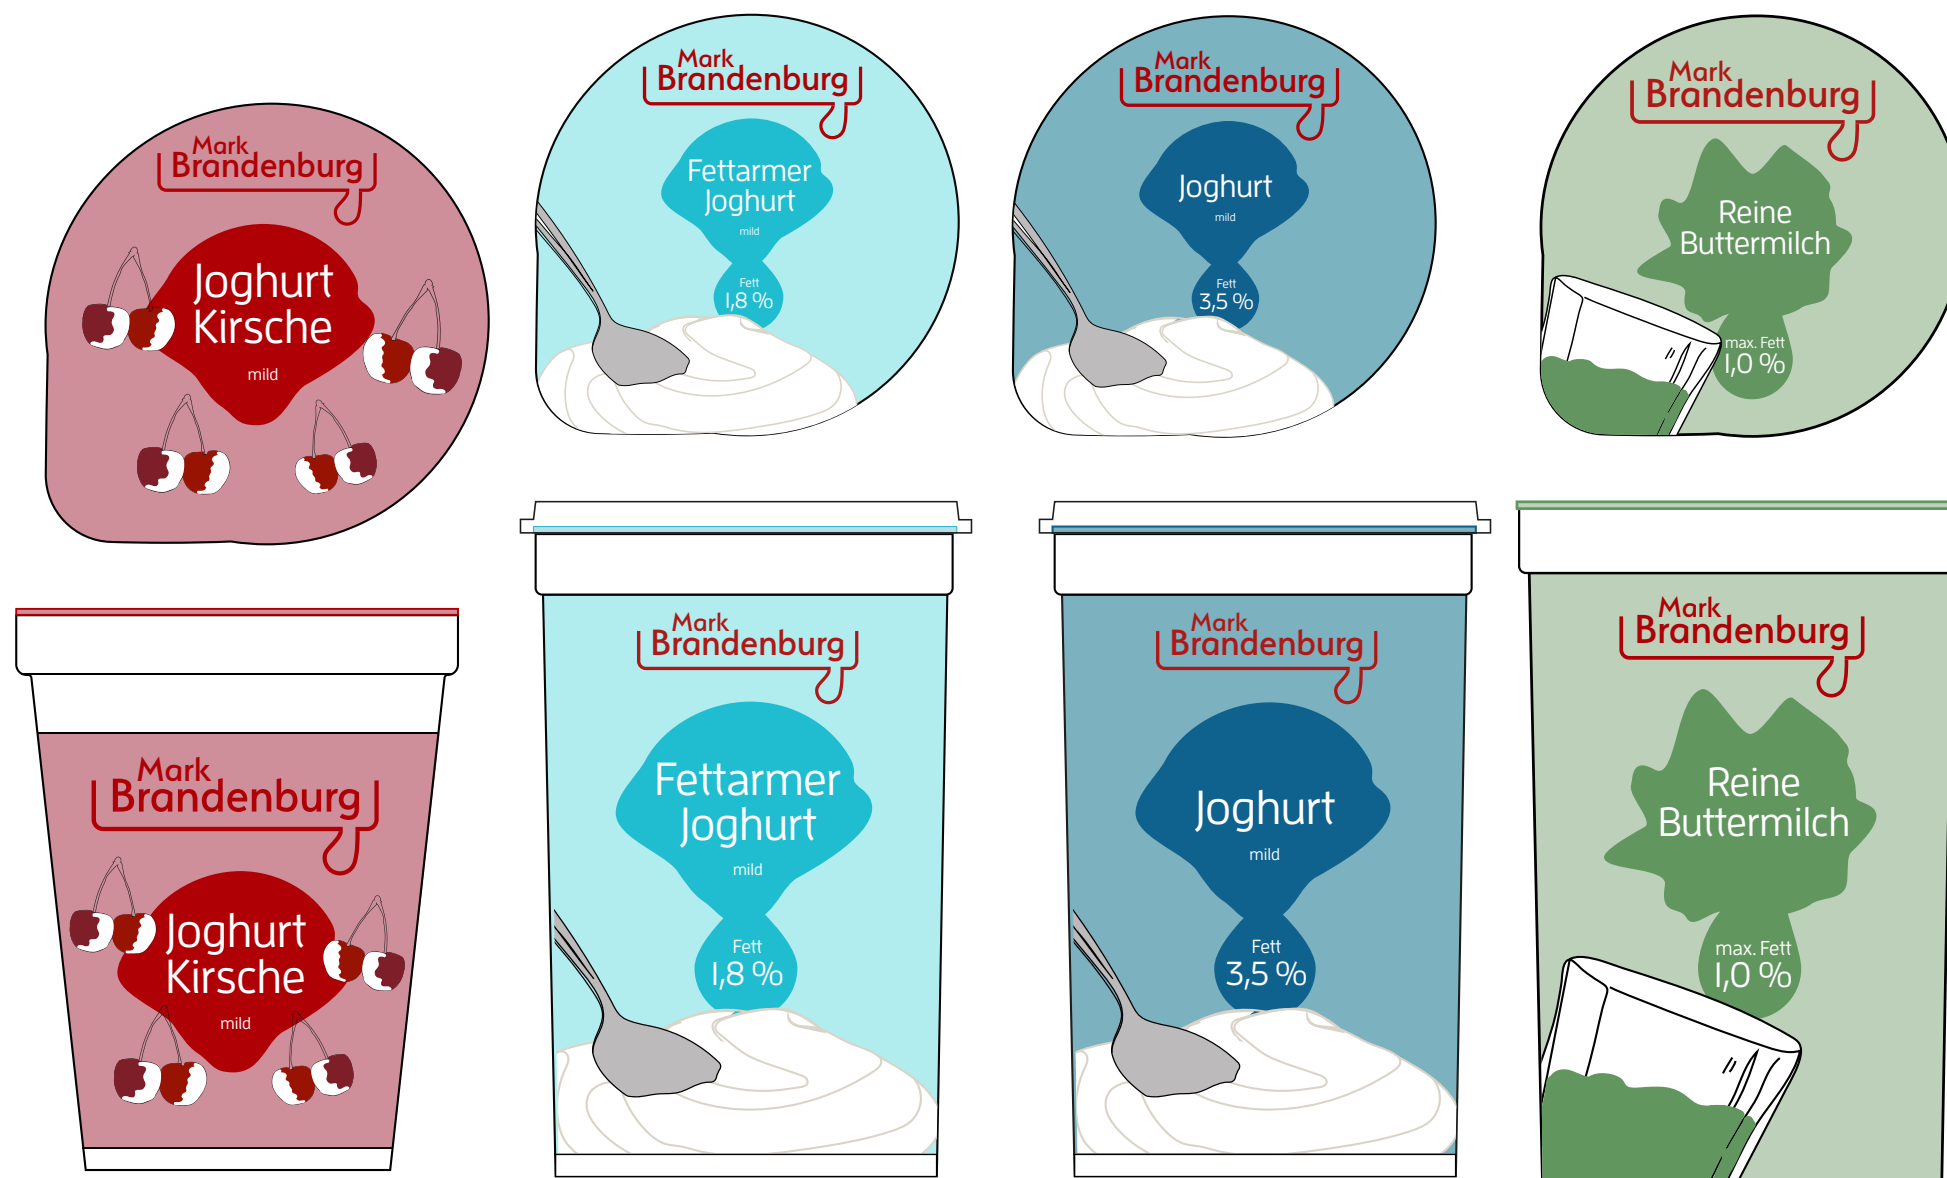 Mark
Brandenburg
Joghurt
Kirsche
mild
Mark
Brandenburg
Fettarmer
Joghurt
mild
Fett
1,8 %
Mark
Brandenburg
Joghurt
mild
Fett
3,5 %
Mark
Brandenburg
Reine
Buttermilch
max. Fett
1,0 %
Mark
Brandenburg
Joghurt
Kirsche
mild
Mark
Brandenburg
Fettarmer
Joghurt
mild
Fett
1,8 %
Mark
Brandenburg
Joghurt
mild
Fett
3,5 %
Mark
Brandenburg
Reine
Buttermilch
max. Fett
1,0 %